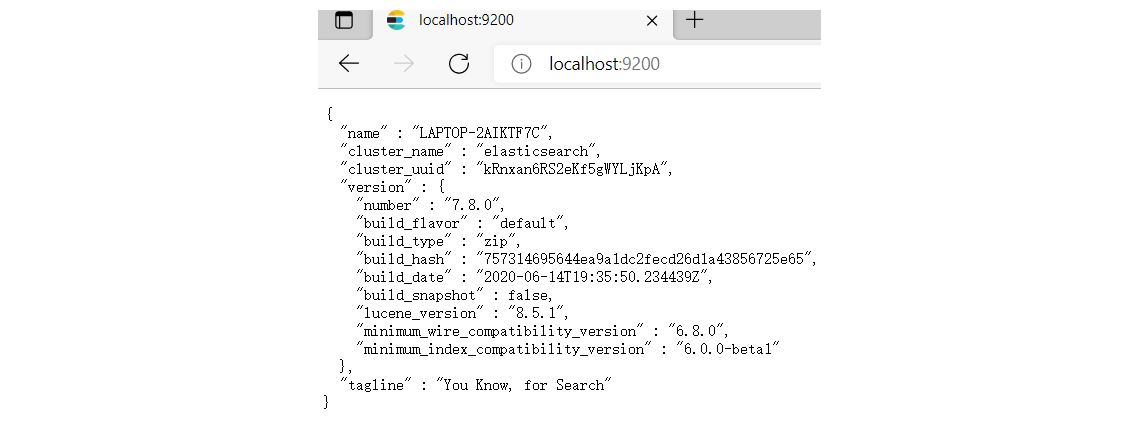 localhost:9200
localhost:9200
{
"name" : "LAPTOP-2AIKTF7C",
"cluster_name" : "elasticsearch",
"cluster_uuid" : "kRnxan6RS2eKf5gWYLjKpA",
"version" : {
"number" : "7.8.0",
"build_flavor" : "default",
"build_type" : "zip",
"build_hash" : "757314695644ea9a1dc2fecd26d1a43856725e65",
"build_date" : "2020-06-14T19:35:50.234439Z",
"build_snapshot" : false,
"lucene_version" : "8.5.1",
"minimum_wire_compatibility_version" : "6.8.0",
"minimum_index_compatibility_version" : "6.0.0-beta1"
},
"tagline" : "You Know, for Search"
}